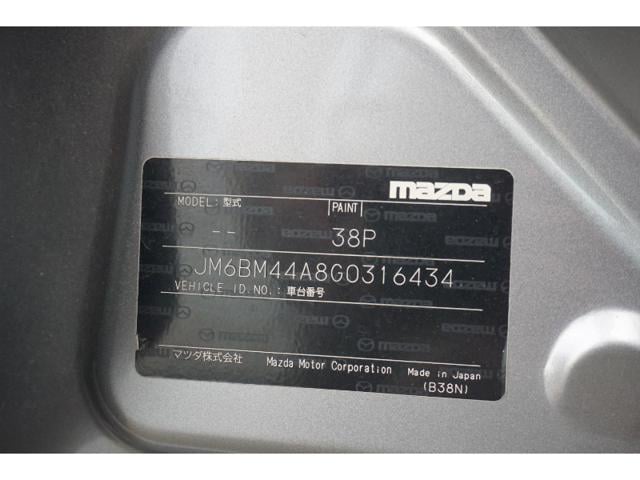 mazda
MODEL: 型式 PAINT
-- 38P
JM6BM44A8G0316434
VEHICLE ID.NO.: 車台番号
マツダ株式会社 Mazda Motor Corporation Made in Japan
(B38N)